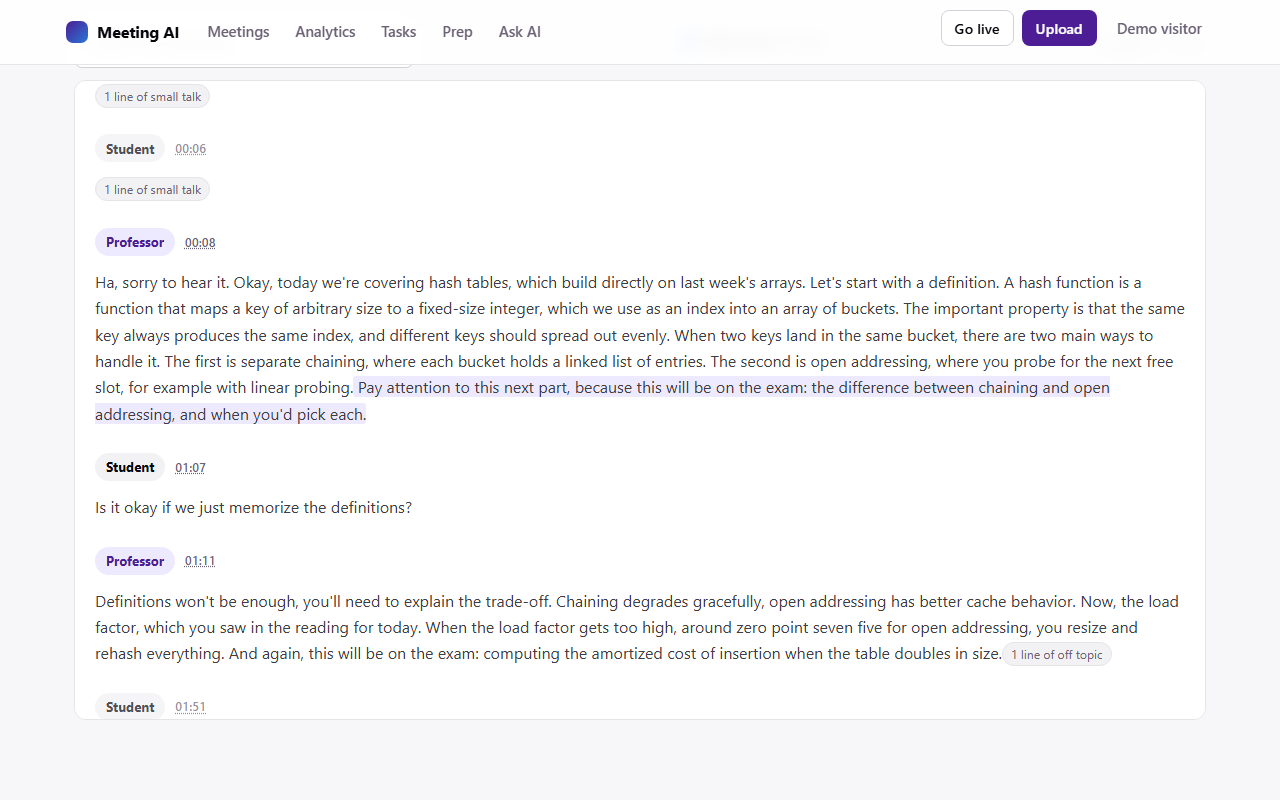 Meeting AI
Meetings
Analytics
Tasks
Prep
Ask AI
Go live
Upload
Demo visitor
1 line of small talk
Student 00:06
1 line of small talk
Professor 00:08
Ha, sorry to hear it. Okay, today we're covering hash tables, which build directly on last week's arrays. Let's start with a definition. A hash function is a
function that maps a key of arbitrary size to a fixed-size integer, which we use as an index into an array of buckets. The important property is that the same
key always produces the same index, and different keys should spread out evenly. When two keys land in the same bucket, there are two main ways to
handle it. The first is separate chaining, where each bucket holds a linked list of entries. The second is open addressing, where you probe for the next free
slot, for example with linear probing. Pay attention to this next part, because this will be on the exam: the difference between chaining and open
addressing, and when you'd pick each.
Student 01:07
Is it okay if we just memorize the definitions?
Professor 01:11
Definitions won't be enough, you'll need to explain the trade-off. Chaining degrades gracefully, open addressing has better cache behavior. Now, the load
factor, which you saw in the reading for today. When the load factor gets too high, around zero point seven five for open addressing, you resize and
rehash everything. And again, this will be on the exam: computing the amortized cost of insertion when the table doubles in size. 1 line of off topic
Student 01:51